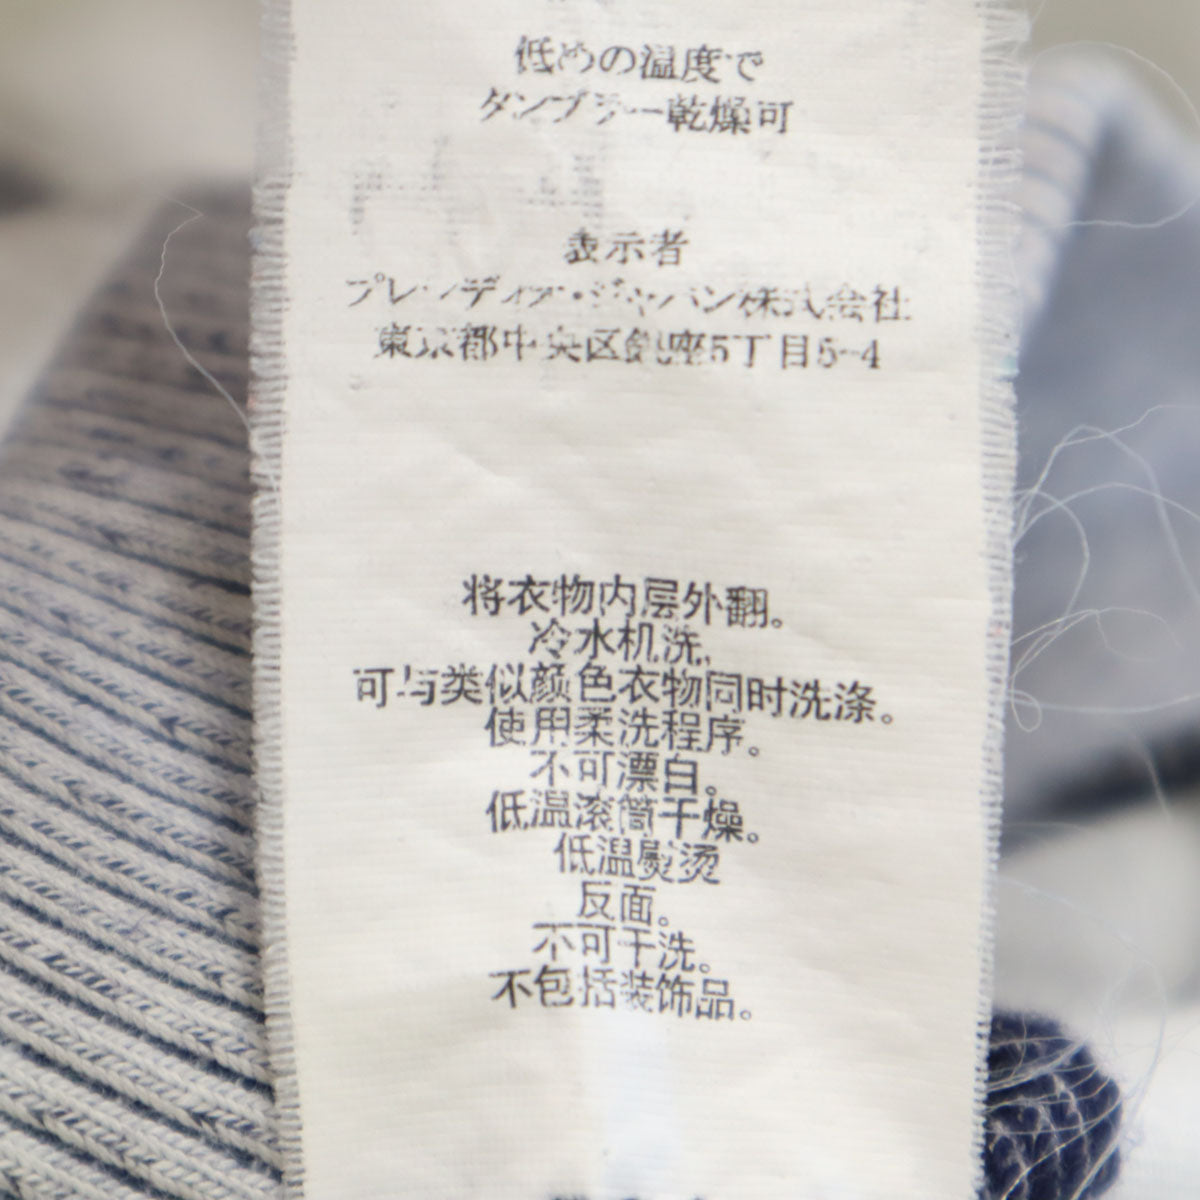 低めの温度で
タンブラー乾燥可
表示者
プレンディオ・ジャパン株式会社
東京都中央区銀座5丁目5-4
将衣物内层外翻。
冷水机洗,
可与类似颜色衣物同时洗涤。
使用柔洗程序。
不可漂白。
低温滚筒干燥。
低温熨烫
反面。
不可干洗。
不包括装饰品。